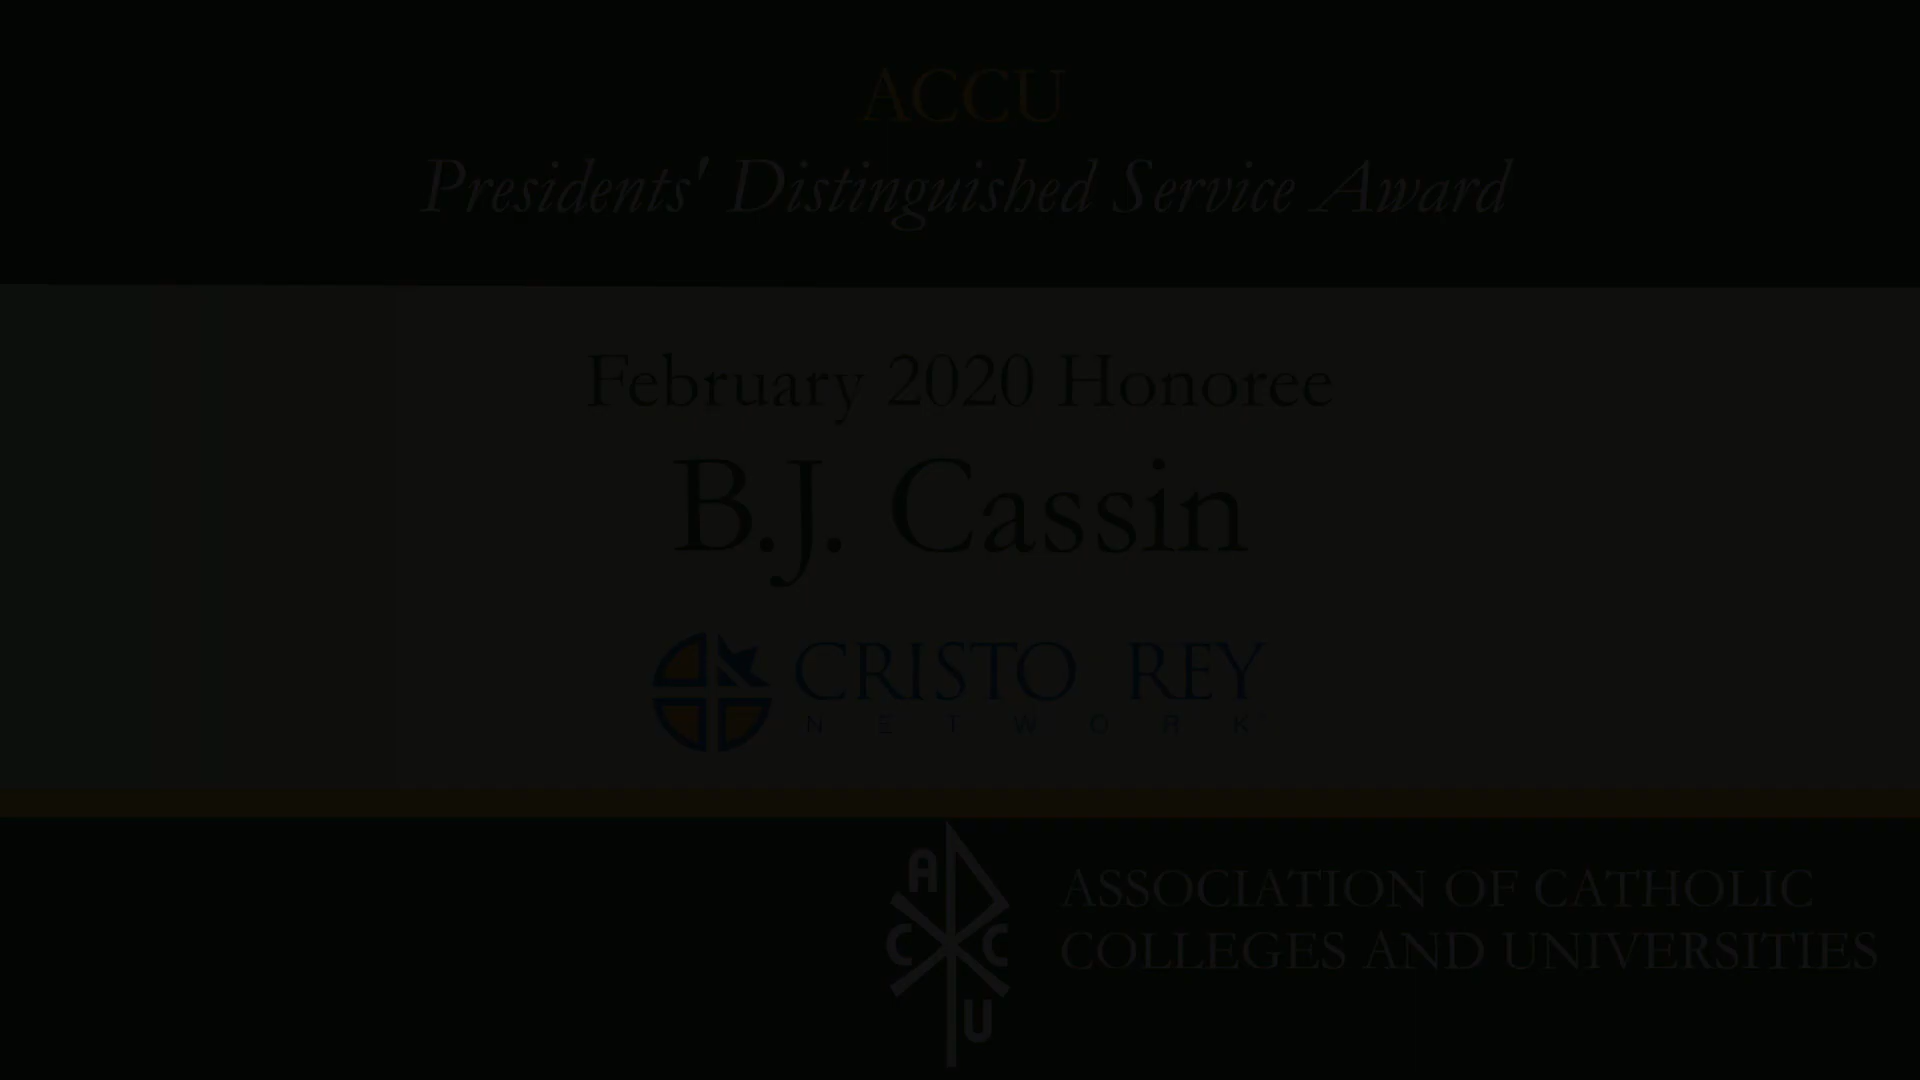 ACCU
Presidents' Distinguished Service Award
February 2020 Honoree
B.J. Cassin
CRISTO REY
NETWORK
A
C C
U
ASSOCIATION OF CATHOLIC
COLLEGES AND UNIVERSITIES